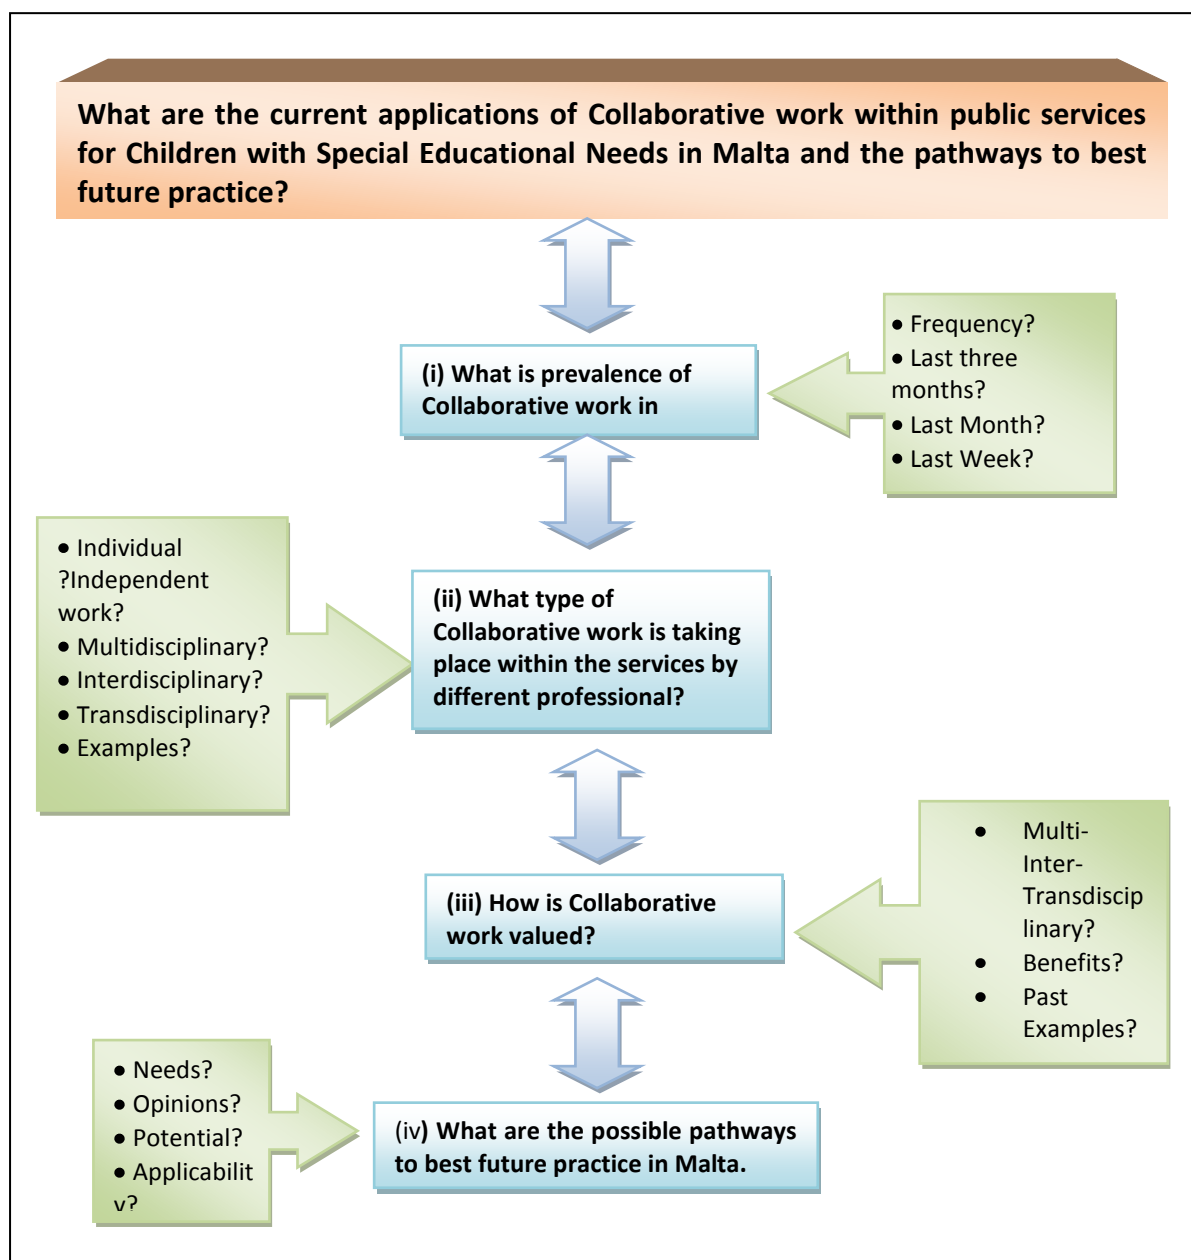 What are the current applications of Collaborative work within public services
for Children with Special Educational Needs in Malta and the pathways to best
future practice?
(i) What is prevalence of
Collaborative work in
• Frequency?
• Last three
months?
• Last Month?
• Last Week?
• Individual
?Independent
work?
• Multidisciplinary?
• Interdisciplinary?
• Transdisciplinary?
• Examples?
(ii) What type of
Collaborative work is taking
place within the services by
different professional?
(iii) How is Collaborative
work valued?
• Multi-
Inter-
Transdiscip
linary?
• Benefits?
• Past
Examples?
• Needs?
• Opinions?
• Potential?
• Applicabilit
y?
(iv) What are the possible pathways
to best future practice in Malta.